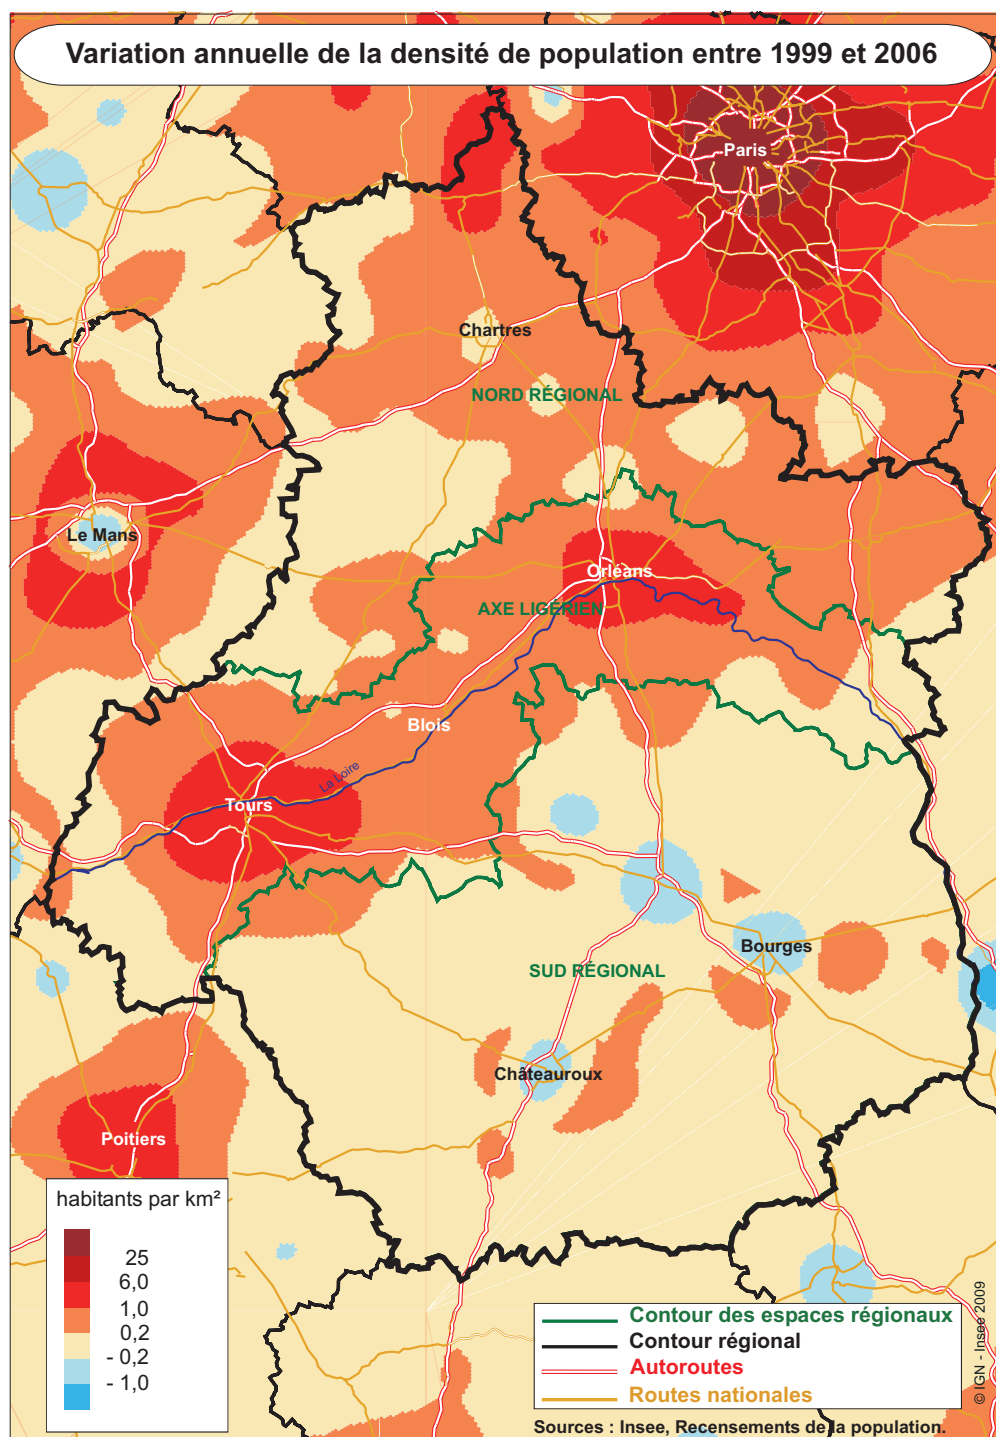 Variation annuelle de la densité de population entre 1999 et 2006
Paris
Chartres
NORD RÉGIONAL
Le Mans
Orléans
AXE LIGÉRIEN
Blois
La Loire
Tours
Bourges
SUD RÉGIONAL
Châteauroux
Poitiers
habitants par km²
25
6,0
1,0
0,2
- 0,2
- 1,0
Contour des espaces régionaux
Contour régional
Autoroutes
Routes nationales
© IGN - Insee 2009
Sources : Insee, Recensements de la population.